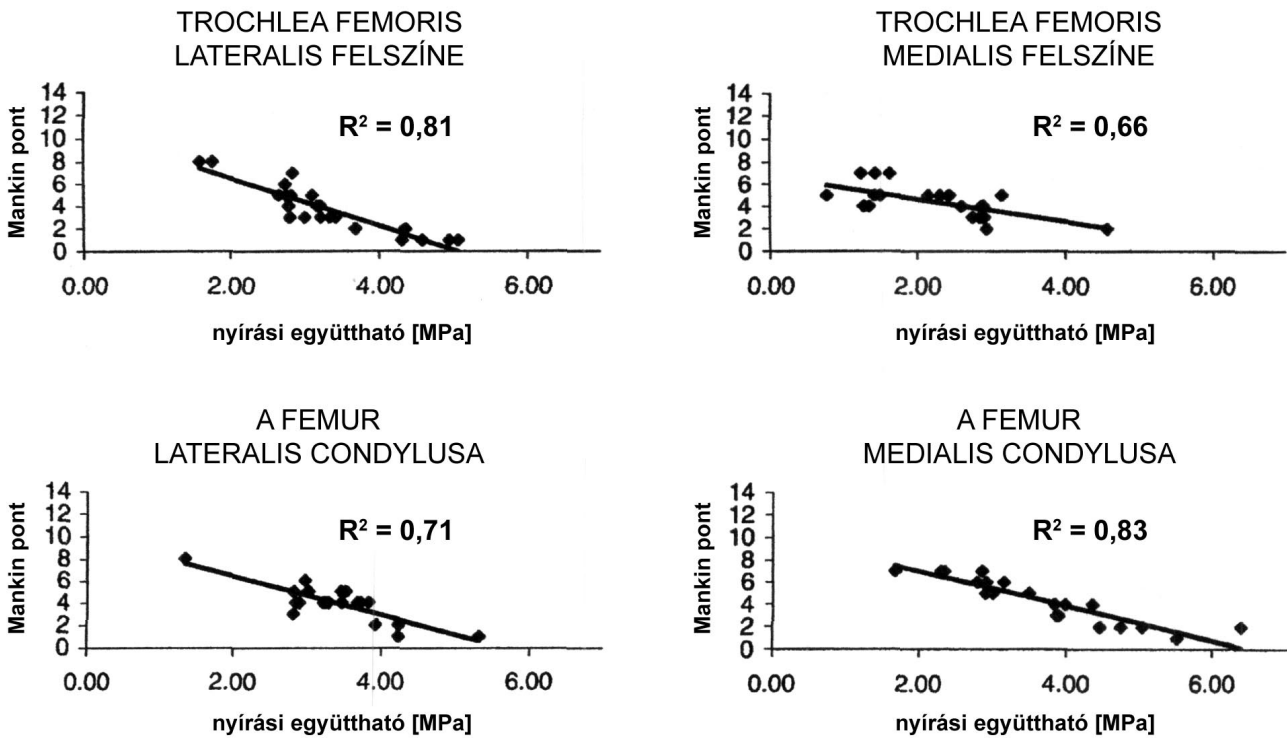 TROCHLEA FEMORIS
LATERALIS FELSZÍNE
Mankin pont
14
12
10
8
6
4
2
0
R² = 0,81
0.00 2.00 4.00 6.00
nyírási együttható [MPa]
TROCHLEA FEMORIS
MEDIALIS FELSZÍNE
Mankin pont
14
12
10
8
6
4
2
0
R² = 0,66
0.00 2.00 4.00 6.00
nyírási együttható [MPa]
A FEMUR
LATERALIS CONDYLUSA
Mankin pont
14
12
10
8
6
4
2
0
R² = 0,71
0.00 2.00 4.00 6.00
nyírási együttható [MPa]
A FEMUR
MEDIALIS CONDYLUSA
Mankin pont
14
12
10
8
6
4
2
0
R² = 0,83
0.00 2.00 4.00 6.00
nyírási együttható [MPa]